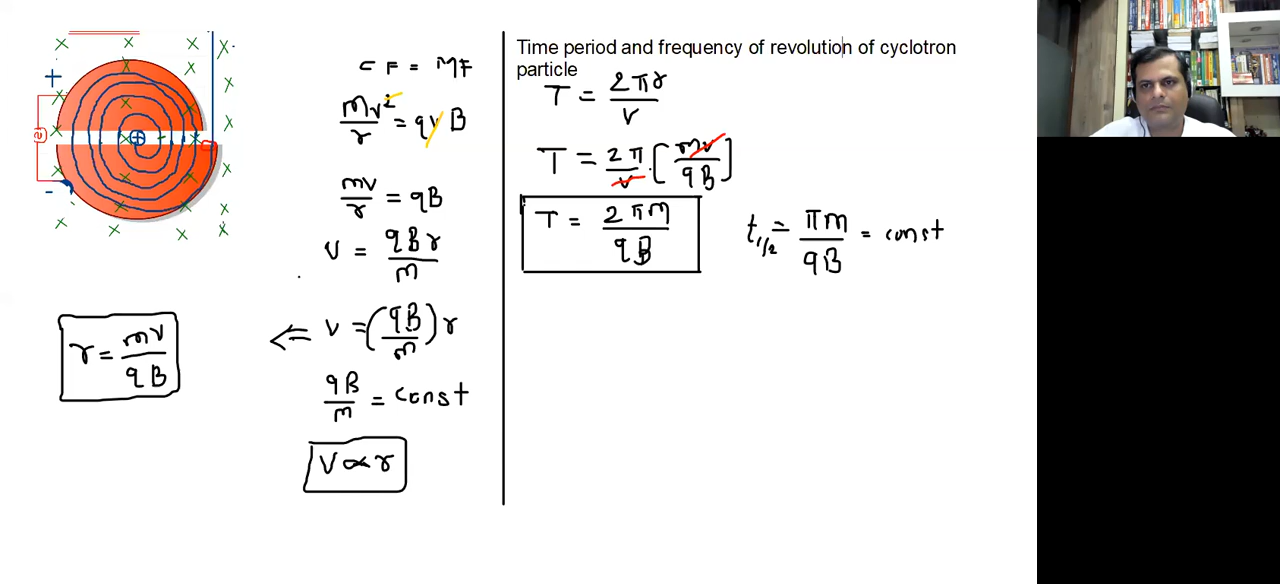 +
-
r = mv/qB
CF = MF
mv²/r = qvB
mv/r = qB
v = qBr/m
⇐ v = (qB/m) r
qB/m = const
v ∝ r
Time period and frequency of revolution of cyclotron
particle
T = 2πr/v
T = 2π/v · [mv/qB]
T = 2πm/qB
t1/2 = πm/qB = const